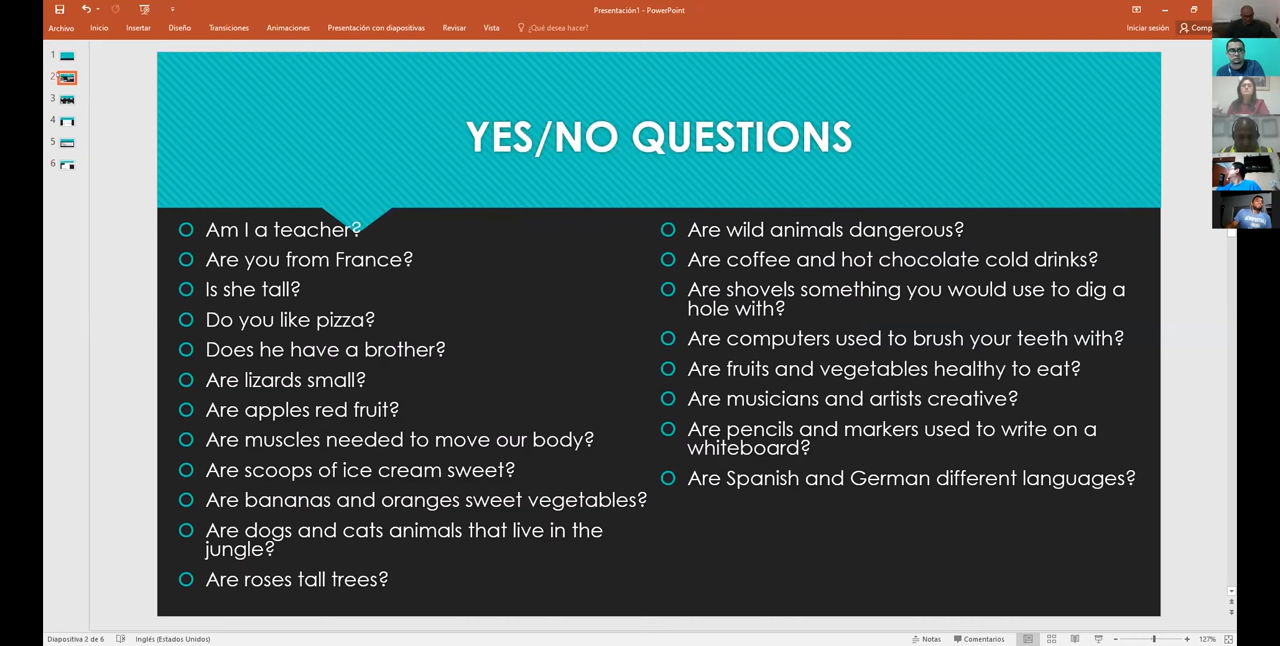 Presentación1 - PowerPoint
Archivo Inicio Insertar Diseño Transiciones Animaciones Presentación con diapositivas Revisar Vista ¿Qué desea hacer? Iniciar sesión Comp
1
2
3
4
5
6
YES/NO QUESTIONS
Am I a teacher?
Are you from France?
Is she tall?
Do you like pizza?
Does he have a brother?
Are lizards small?
Are apples red fruit?
Are muscles needed to move our body?
Are scoops of ice cream sweet?
Are bananas and oranges sweet vegetables?
Are dogs and cats animals that live in the
jungle?
Are roses tall trees?
Are wild animals dangerous?
Are coffee and hot chocolate cold drinks?
Are shovels something you would use to dig a
hole with?
Are computers used to brush your teeth with?
Are fruits and vegetables healthy to eat?
Are musicians and artists creative?
Are pencils and markers used to write on a
whiteboard?
Are Spanish and German different languages?
Diapositiva 2 de 6 Inglés (Estados Unidos) Notas Comentarios 127%